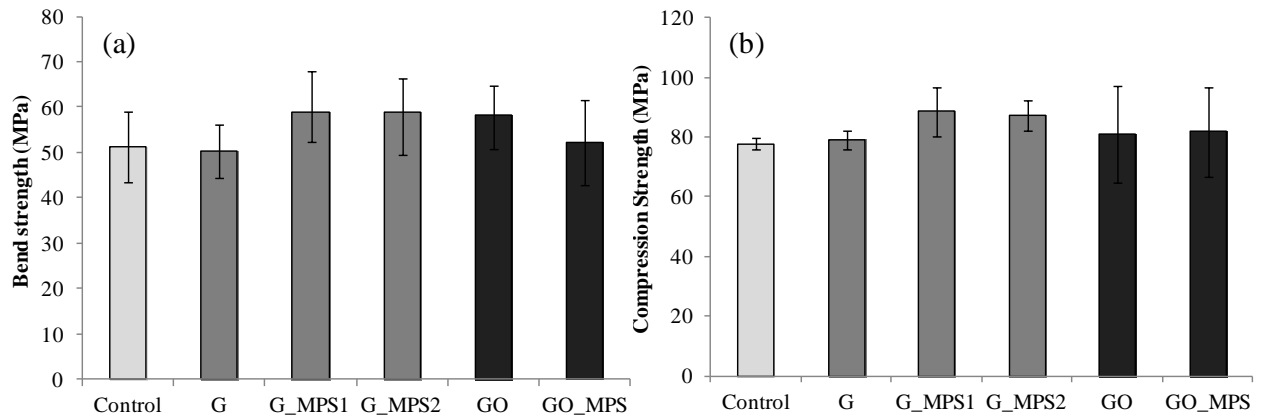 (a)
Bend strength (MPa)
80
70
60
50
40
30
20
10
0
Control G G_MPS1 G_MPS2 GO GO_MPS
(b)
Compression Strength (MPa)
120
100
80
60
40
20
0
Control G G_MPS1 G_MPS2 GO GO_MPS